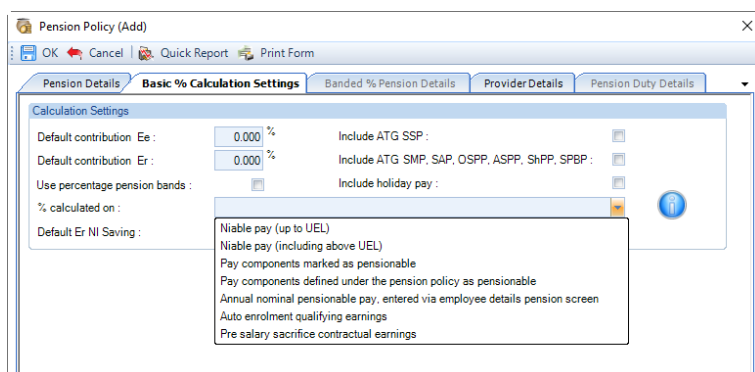 Pension Policy (Add)
OK Cancel Quick Report Print Form
Pension Details Basic % Calculation Settings Banded % Pension Details Provider Details Pension Duty Details
Calculation Settings
Default contribution Ee : 0.000 % Include ATG SSP :
Default contribution Er : 0.000 % Include ATG SMP, SAP, OSPP, ASPP, ShPP, SPBP :
Use percentage pension bands : Include holiday pay :
% calculated on :
Default Er NI Saving :
Niable pay (up to UEL)
Niable pay (including above UEL)
Pay components marked as pensionable
Pay components defined under the pension policy as pensionable
Annual nominal pensionable pay, entered via employee details pension screen
Auto enrolment qualifying earnings
Pre salary sacrifice contractual earnings